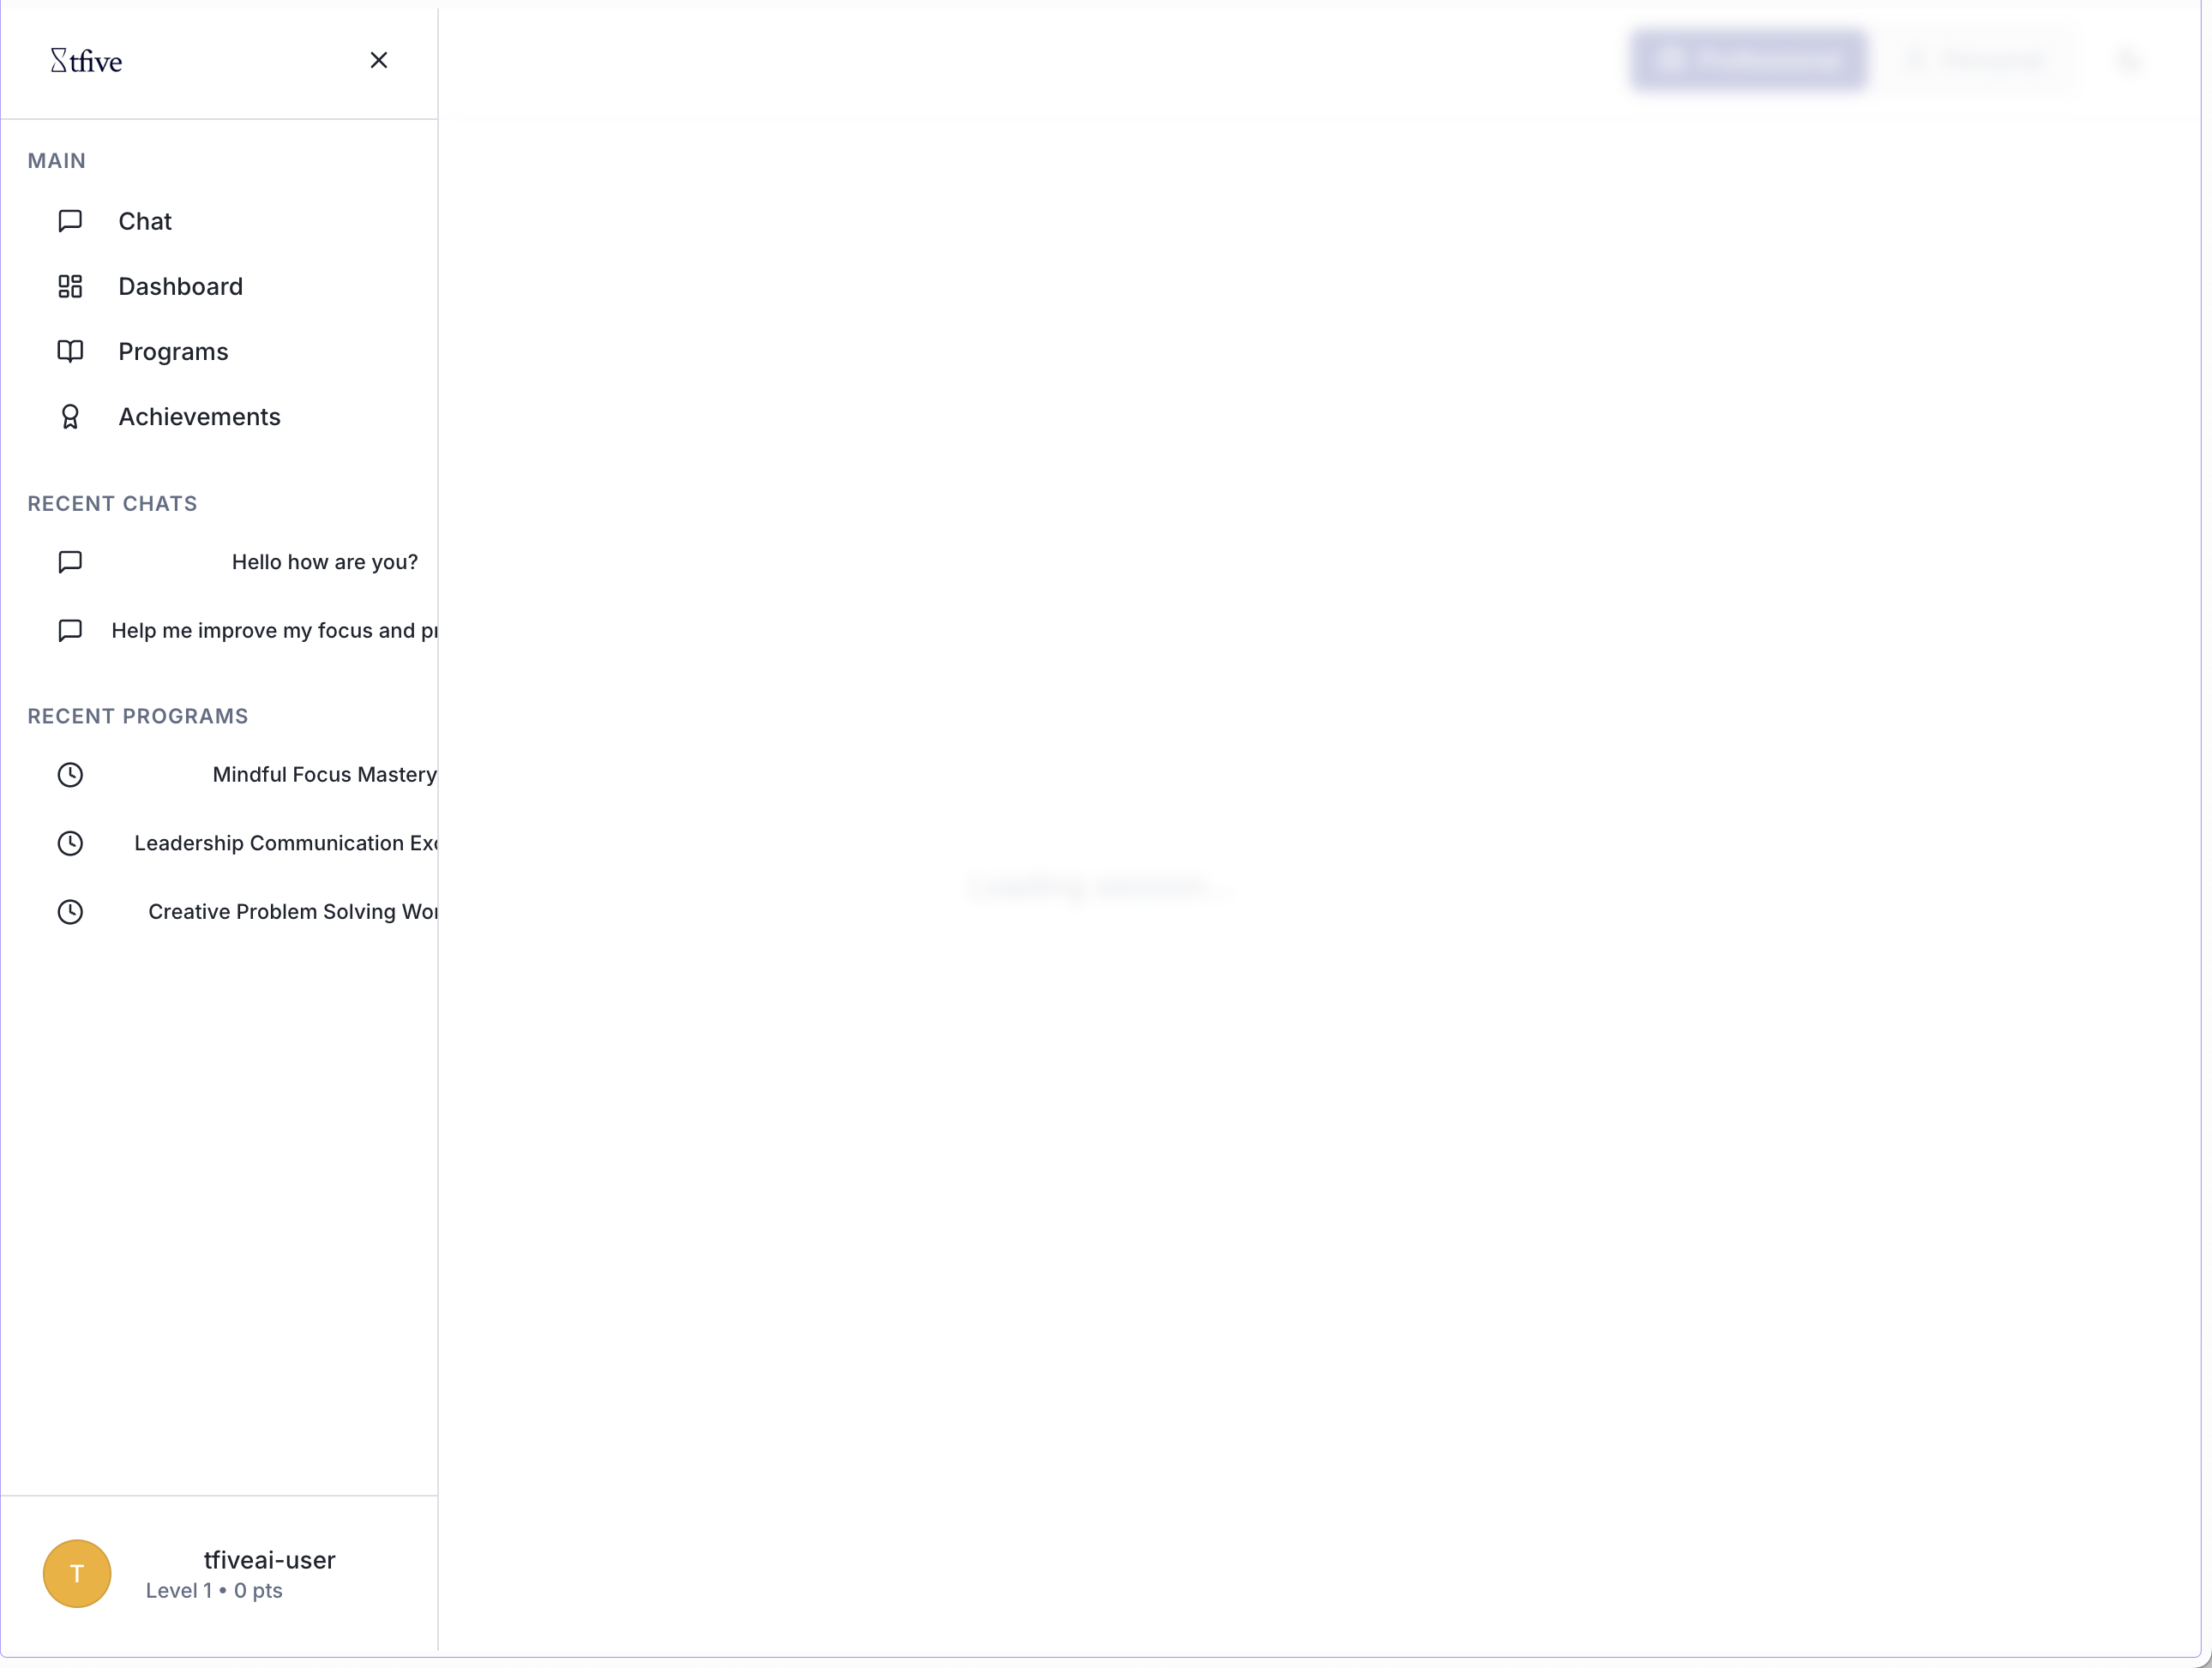 tfive
MAIN
Chat
Dashboard
Programs
Achievements
RECENT CHATS
Hello how are you?
Help me improve my focus and pr
RECENT PROGRAMS
Mindful Focus Mastery
Leadership Communication Exc
Creative Problem Solving Wor
Loading session...
T
tfiveai-user
Level 1 • 0 pts